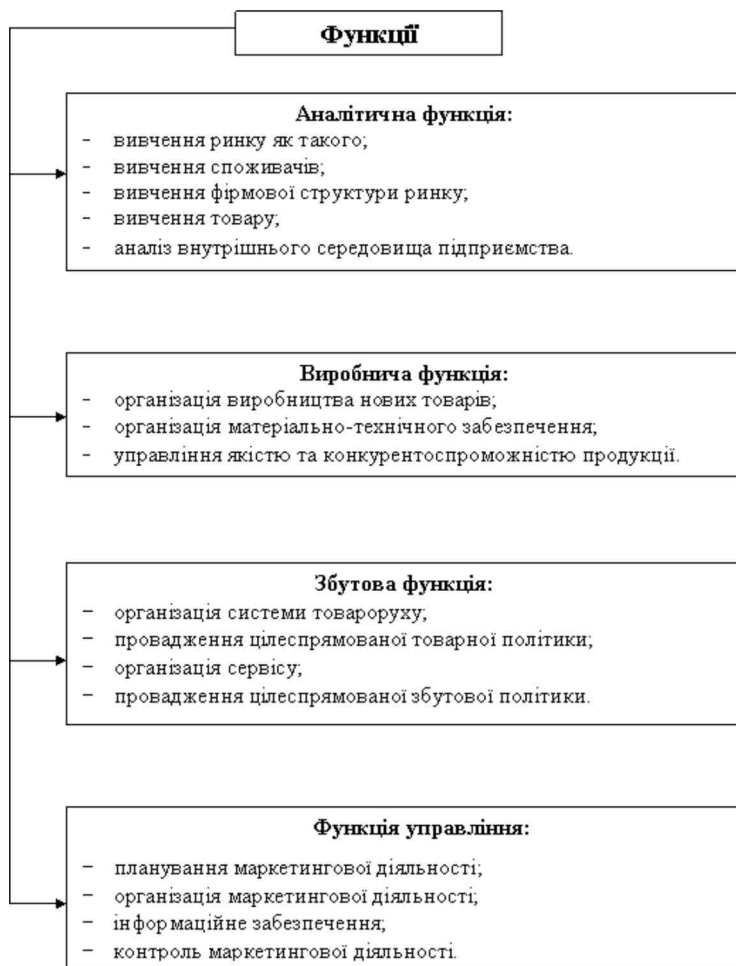 Функції
Аналітична функція:
- вивчення ринку як такого;
- вивчення споживачів;
- вивчення фірмової структури ринку;
- вивчення товару;
- аналіз внутрішнього середовища підприємства.
Виробнича функція:
- організація виробництва нових товарів;
- організація матеріально-технічного забезпечення;
- управління якістю та конкурентоспроможністю продукції.
Збутова функція:
- організація системи товароруху;
- провадження цілеспрямованої товарної політики;
- організація сервісу;
- провадження цілеспрямованої збутової політики.
Функція управління:
- планування маркетингової діяльності;
- організація маркетингової діяльності;
- інформаційне забезпечення;
- контроль маркетингової діяльності.